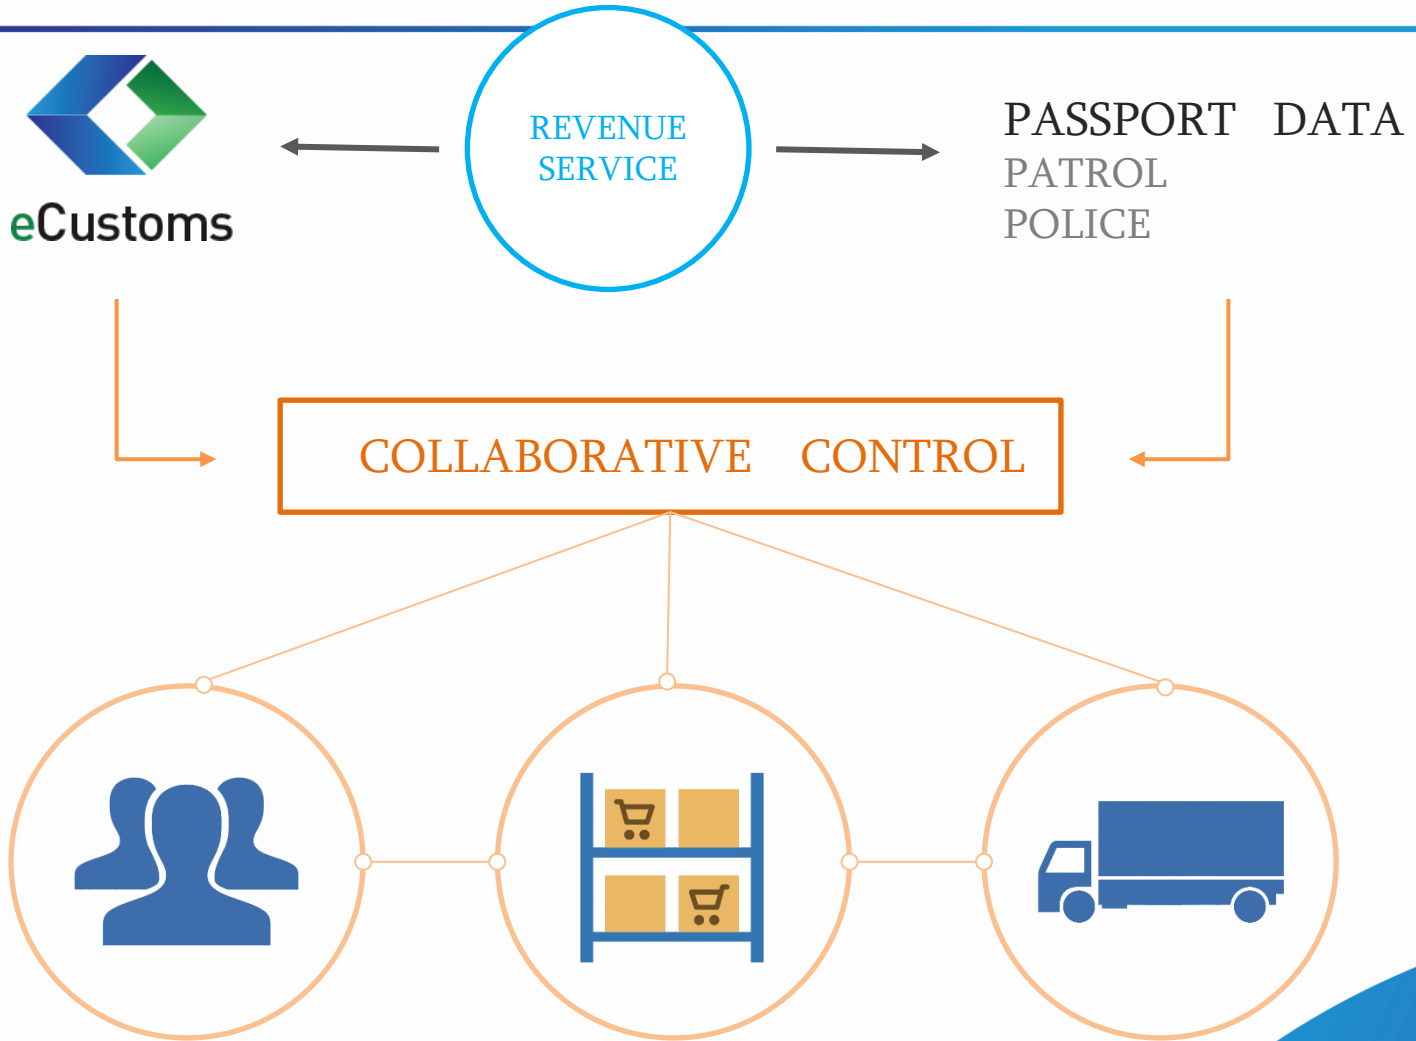 eCustoms
REVENUE
SERVICE
PASSPORT DATA
PATROL
POLICE
COLLABORATIVE CONTROL